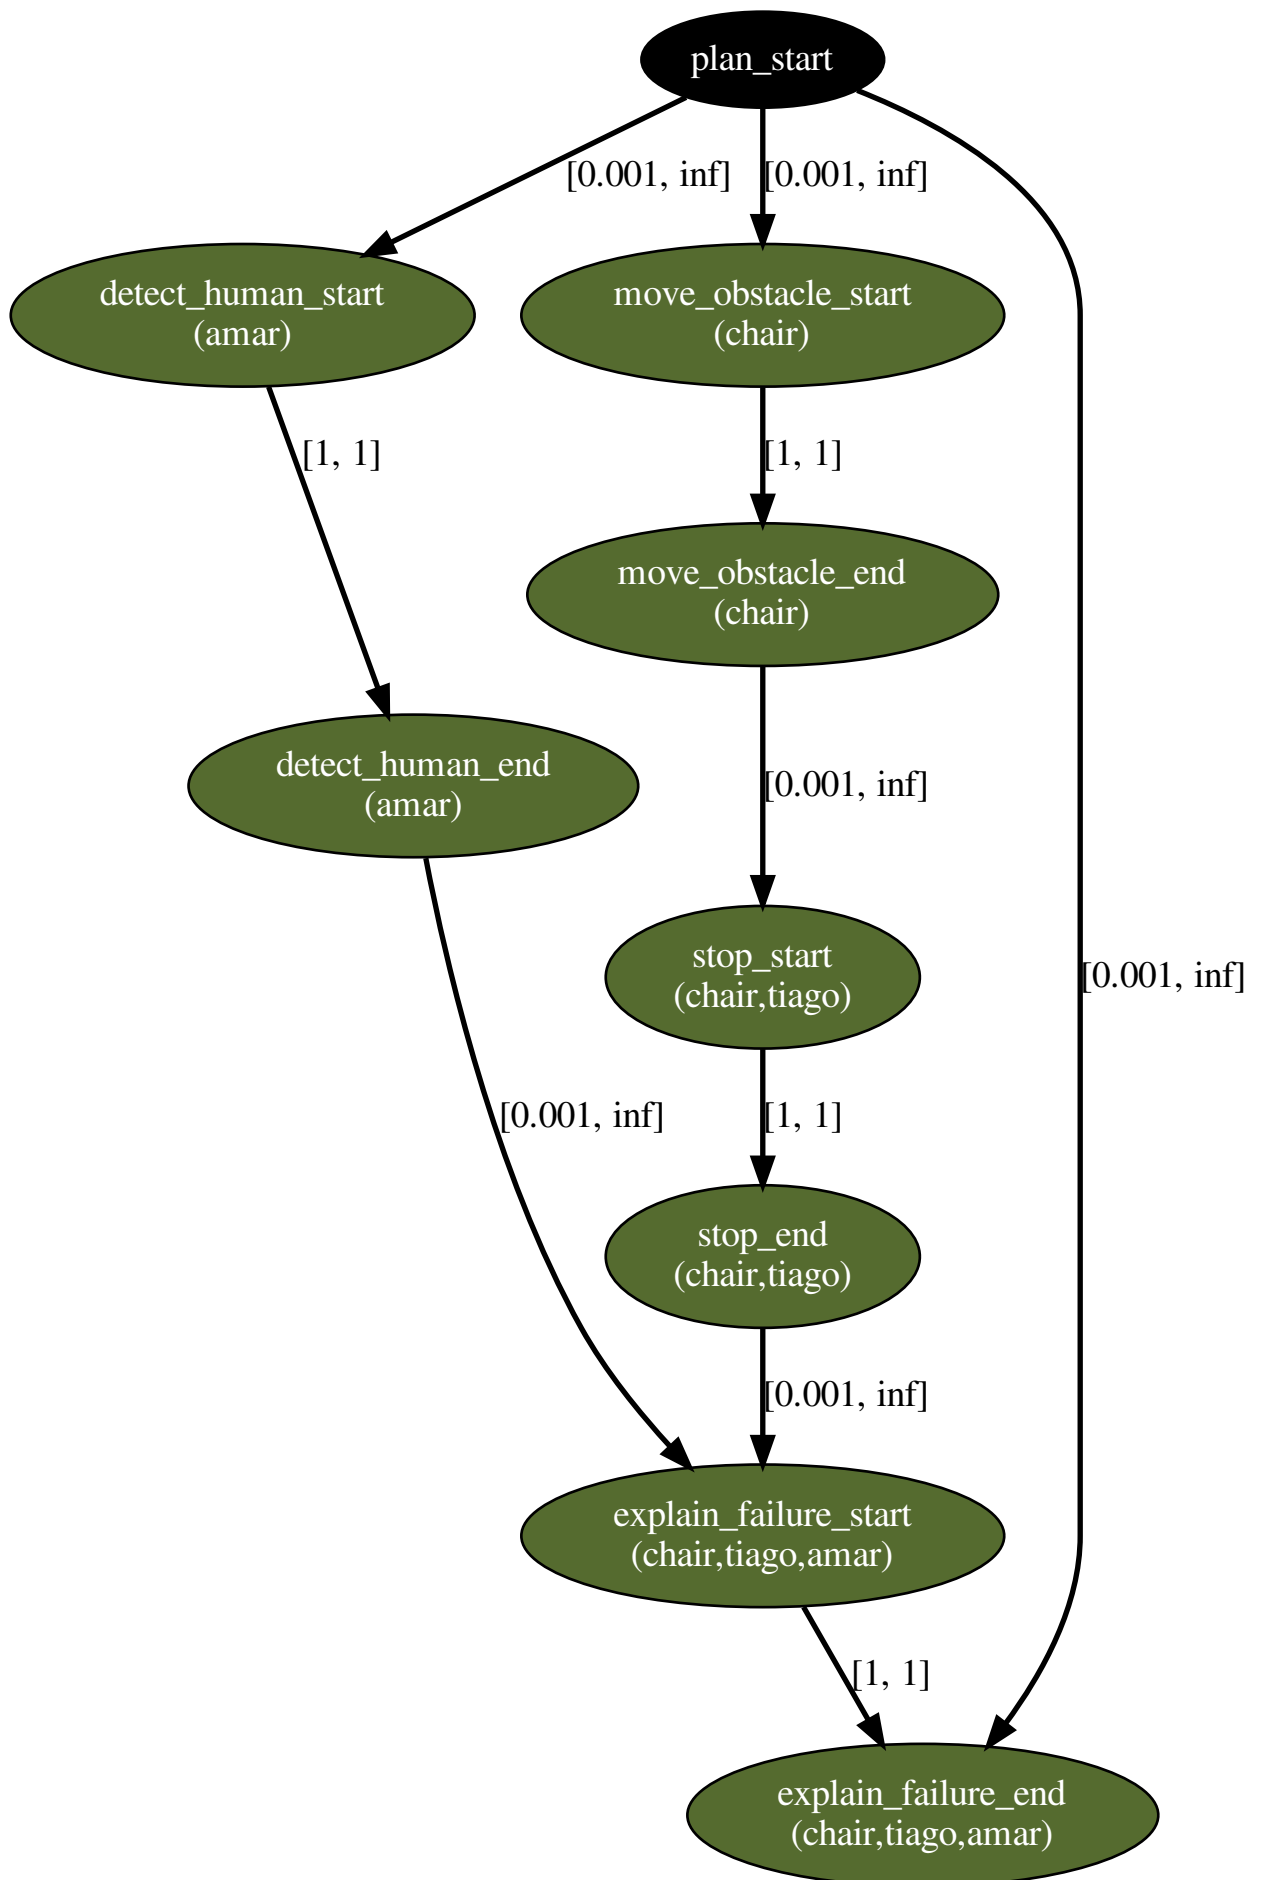 plan_start
[0.001, inf]
[0.001, inf]
detect_human_start
(amar)
move_obstacle_start
(chair)
[1, 1]
[1, 1]
move_obstacle_end
(chair)
detect_human_end
(amar)
[0.001, inf]
stop_start
(chair,tiago)
[0.001, inf]
[0.001, inf]
[1, 1]
stop_end
(chair,tiago)
[0.001, inf]
explain_failure_start
(chair,tiago,amar)
[1, 1]
explain_failure_end
(chair,tiago,amar)